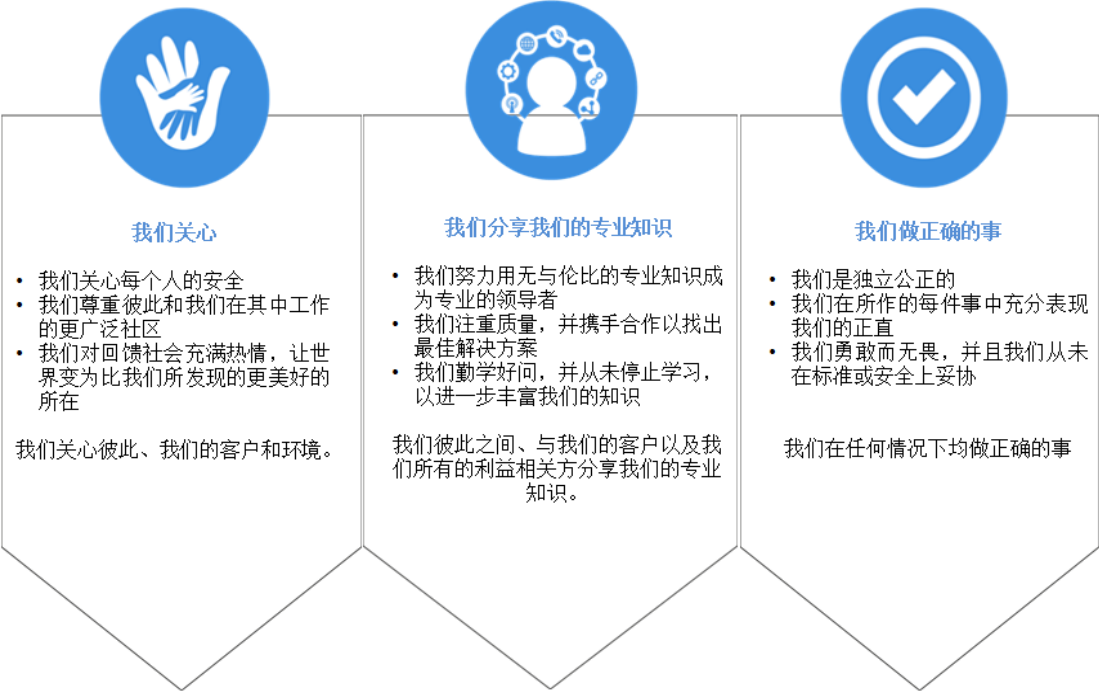 我们关心
• 我们关心每个人的安全
• 我们尊重彼此和我们在其中工作
的更广泛社区
• 我们对回馈社会充满热情，让世
界变为比我们所发现的更美好的
所在
我们关心彼此、我们的客户和环境。
我们分享我们的专业知识
• 我们努力用无与伦比的专业知识成
为专业的领导者
• 我们注重质量，并携手合作以找出
最佳解决方案
• 我们勤学好问，并从未停止学习，
以进一步丰富我们的知识
我们彼此之间、与我们的客户以及我
们所有的利益相关方分享我们的专业
知识。
我们做正确的事
• 我们是独立公正的
• 我们在所作的每件事中充分表现
我们的正直
• 我们勇敢而无畏，并且我们从未
在标准或安全上妥协
我们在任何情况下均做正确的事